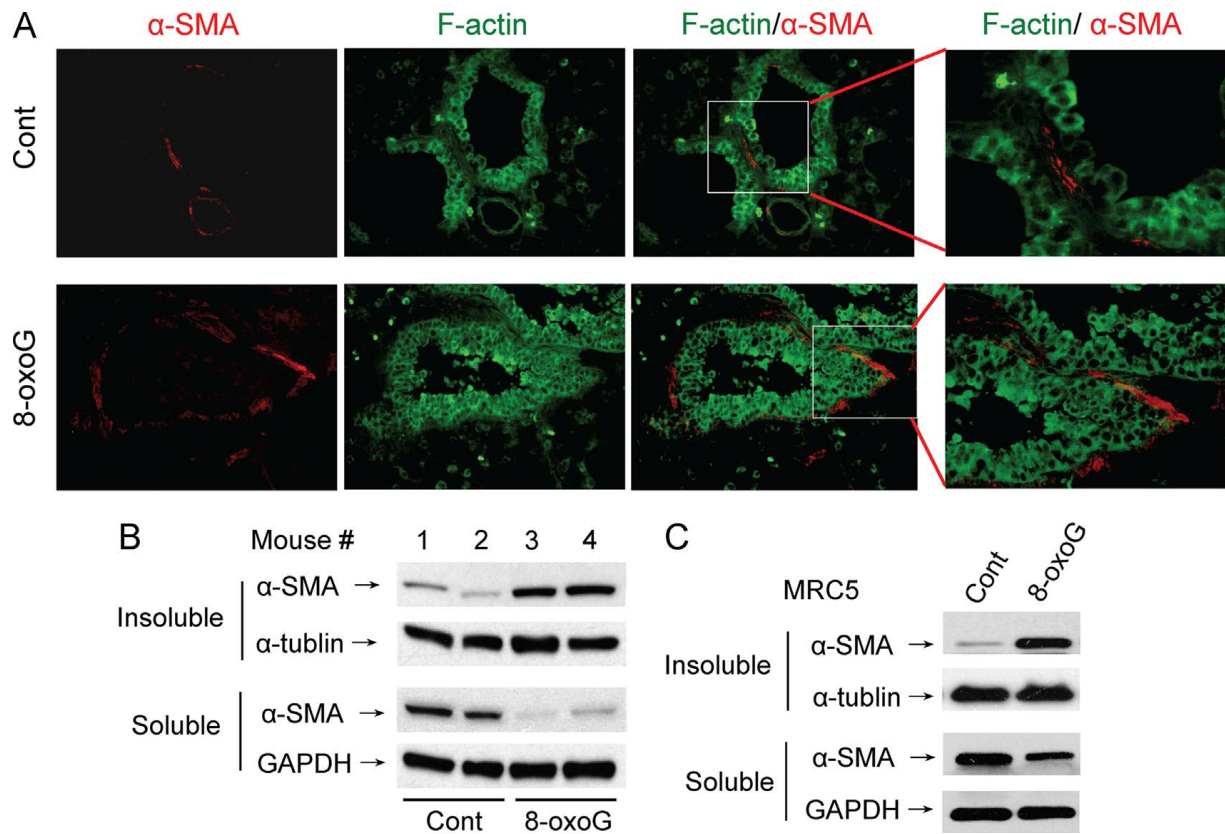 A
α-SMA F-actin F-actin/α-SMA F-actin/ α-SMA
Cont
8-oxoG
B
Mouse # 1 2 3 4
Insoluble
α-SMA
α-tublin
Soluble
α-SMA
GAPDH
Cont 8-oxoG
C
MRC5 Cont 8-oxoG
Insoluble
α-SMA
α-tublin
Soluble
α-SMA
GAPDH